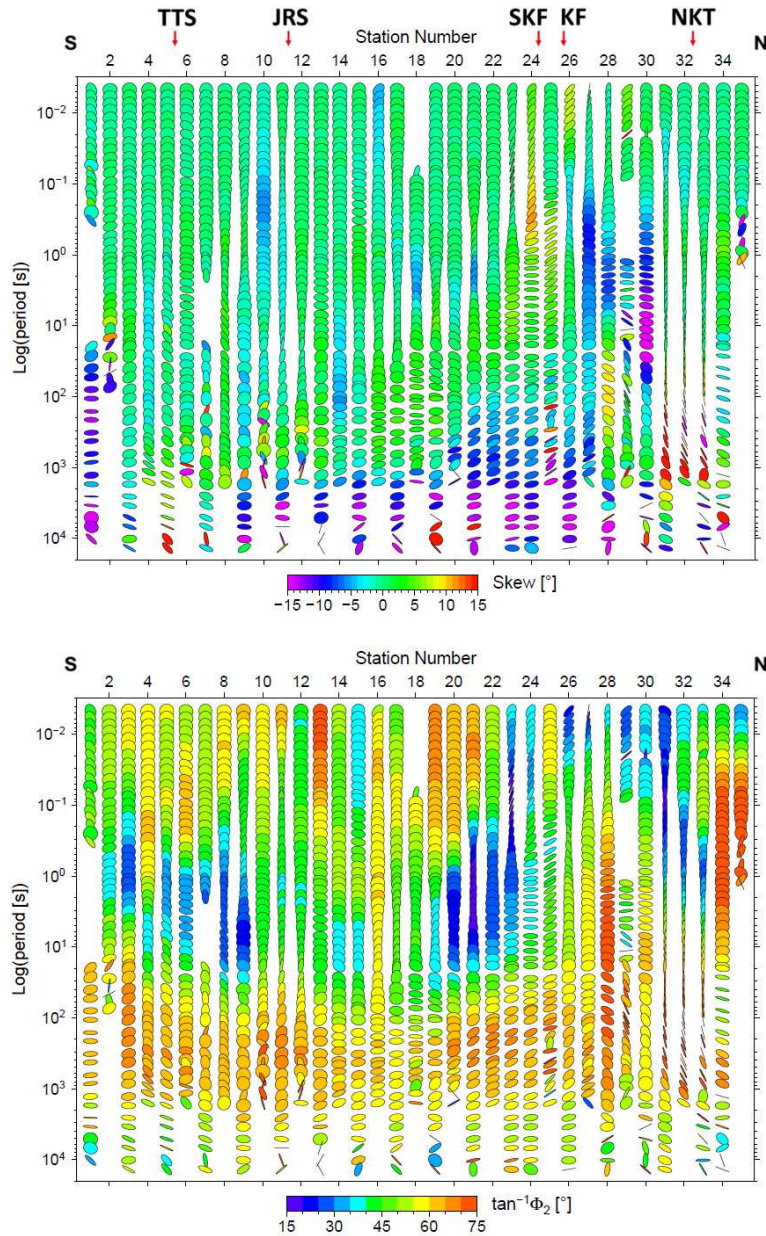 TTS JRS SKF KF NKT
S Station Number N
2 4 6 8 10 12 14 16 18 20 22 24 26 28 30 32 34
Log(period [s])
10⁻²
10⁻¹
10⁰
10¹
10²
10³
10⁴
−15 −10 −5 0 5 10 15 Skew [°]
S Station Number N
2 4 6 8 10 12 14 16 18 20 22 24 26 28 30 32 34
Log(period [s])
10⁻²
10⁻¹
10⁰
10¹
10²
10³
10⁴
15 30 45 60 75 tan⁻¹Φ₂ [°]